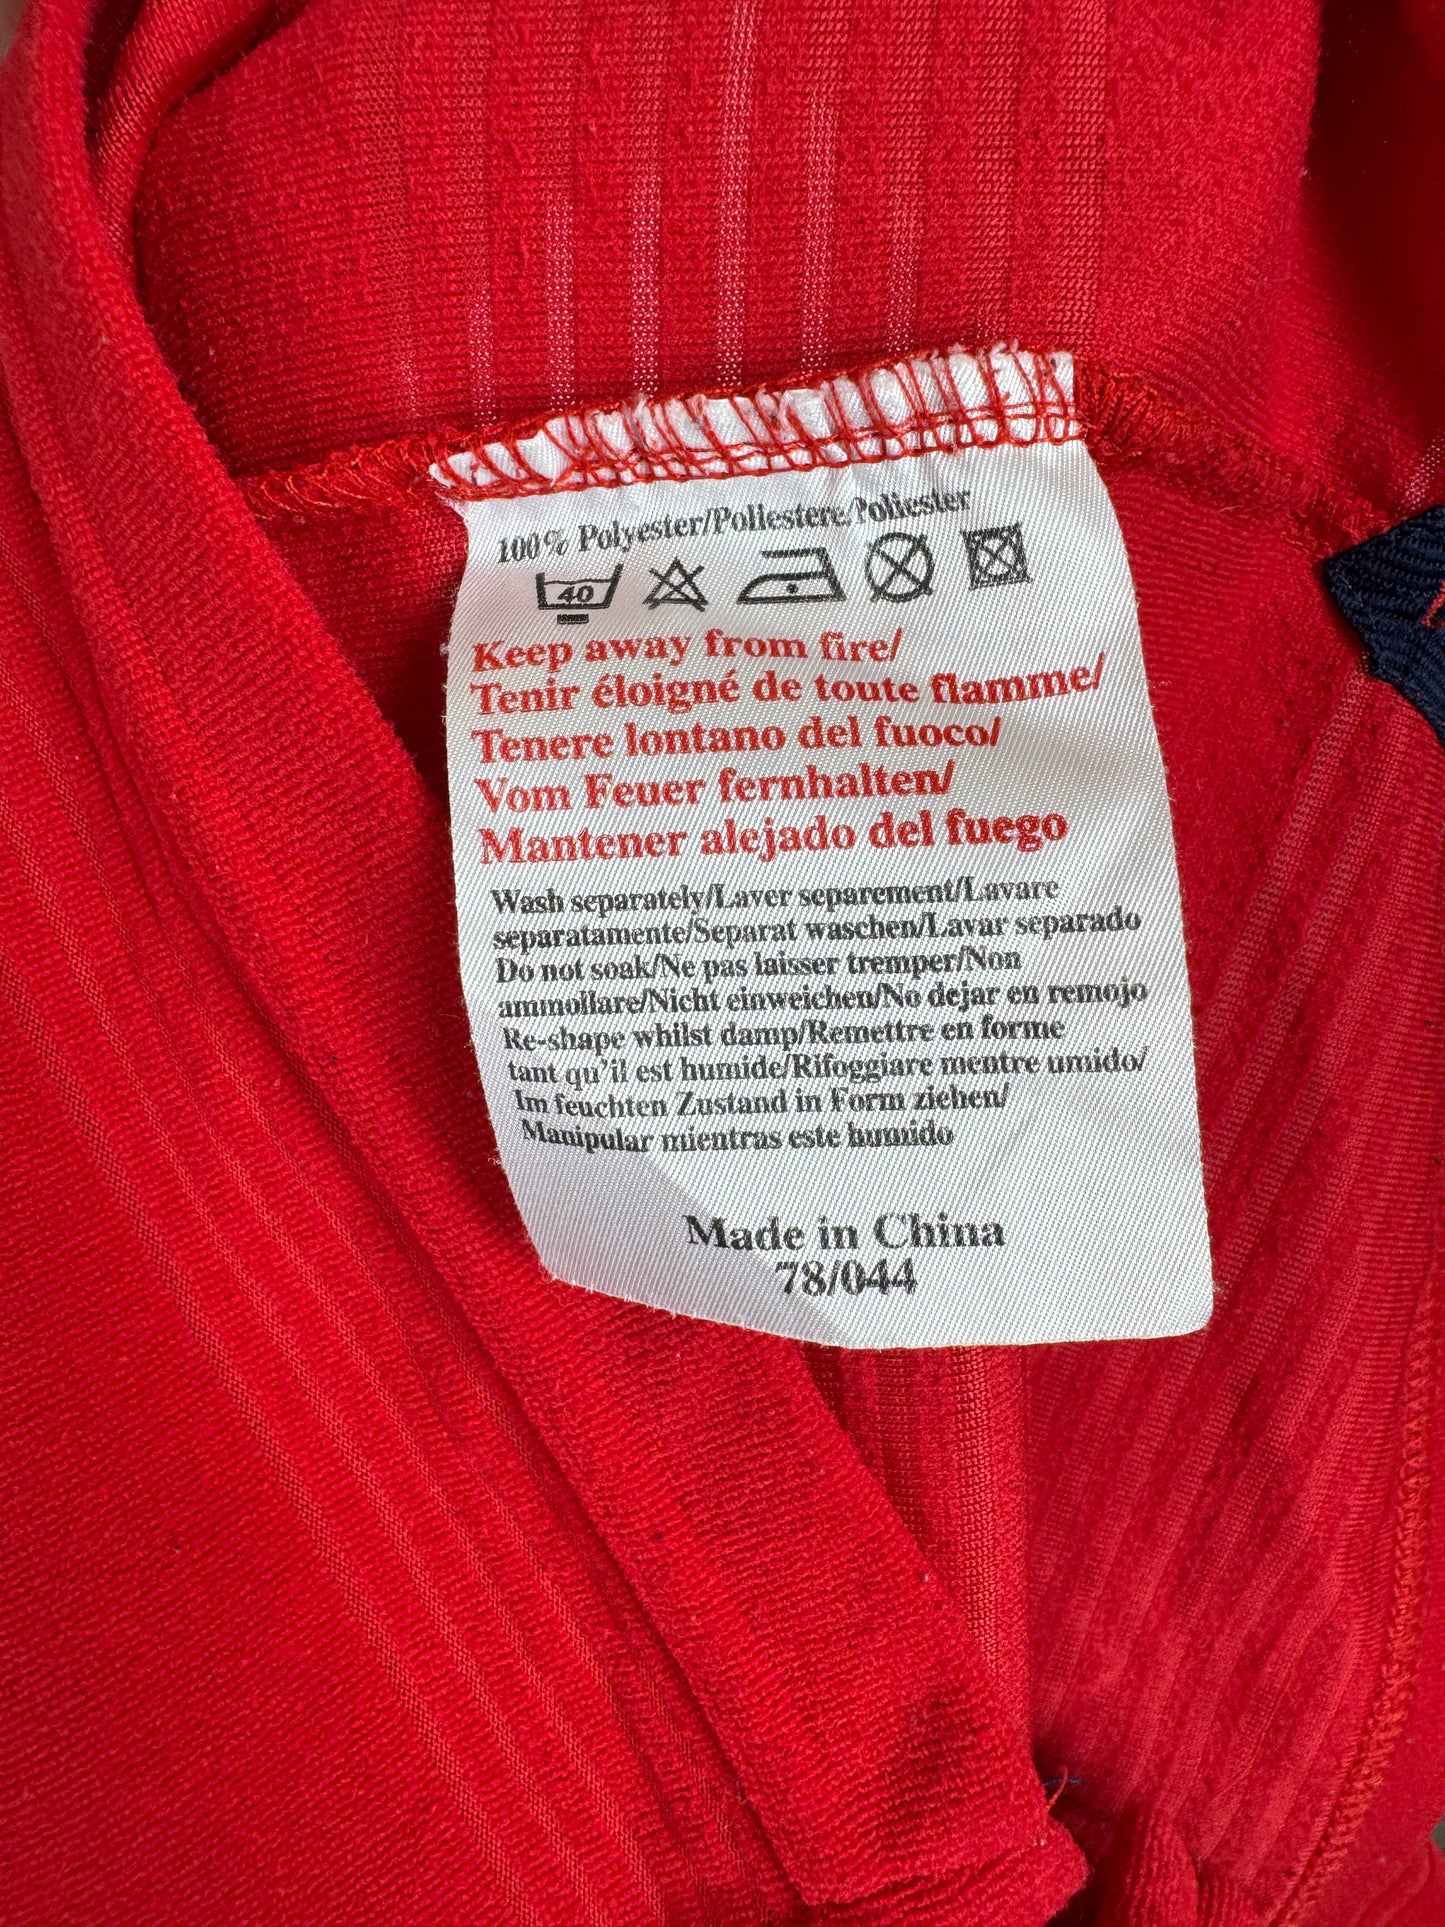 100% Polyester/Poliestere/Poliester
40
Keep away from fire/
Tenir éloigné de toute flamme/
Tenere lontano del fuoco/
Vom Feuer fernhalten/
Mantener alejado del fuego
Wash separately/Laver separement/Lavare
separatamente/Separat waschen/Lavar separado
Do not soak/Ne pas laisser tremper/Non
ammollare/Nicht einweichen/No dejar en remojo
Re-shape whilst damp/Remettre en forme
tant qu'il est humide/Rifoggiare mentre umido/
Im feuchten Zustand in Form ziehen/
Manipular mientras este humido
Made in China
78/044